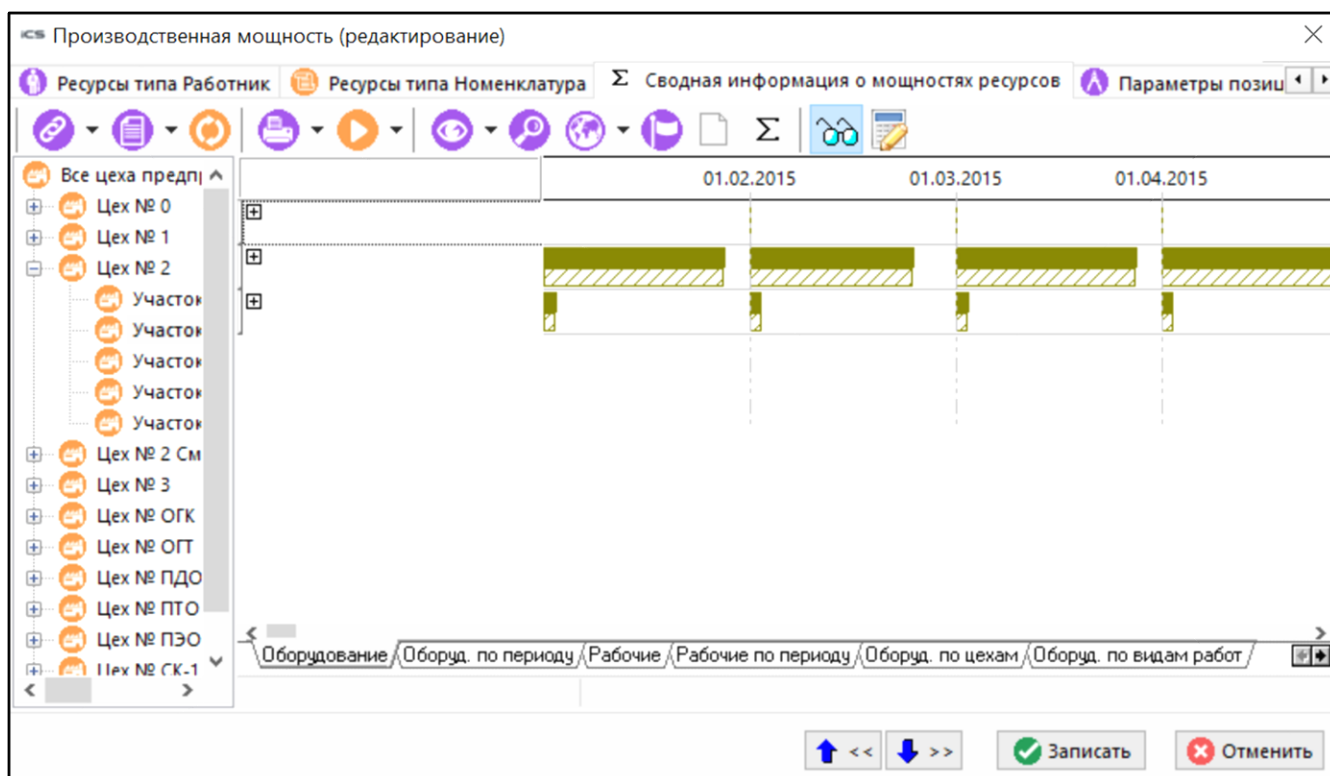 iCS Производственная мощность (редактирование)
Ресурсы типа Работник Ресурсы типа Номенклатура Σ Сводная информация о мощностях ресурсов Параметры позиц
Σ
Все цеха предпр
01.02.2015 01.03.2015 01.04.2015
Цех № 0
Цех № 1
Цех № 2
Участок
Участок
Участок
Участок
Участок
Цех № 2 См
Цех № 3
Цех № ОГК
Цех № ОГТ
Цех № ПДО
Цех № ПТО
Цех № ПЭО
Цех № СК-1
Оборудование Оборуд. по периоду Рабочие Рабочие по периоду Оборуд. по цехам Оборуд. по видам работ
<< >> Записать Отменить